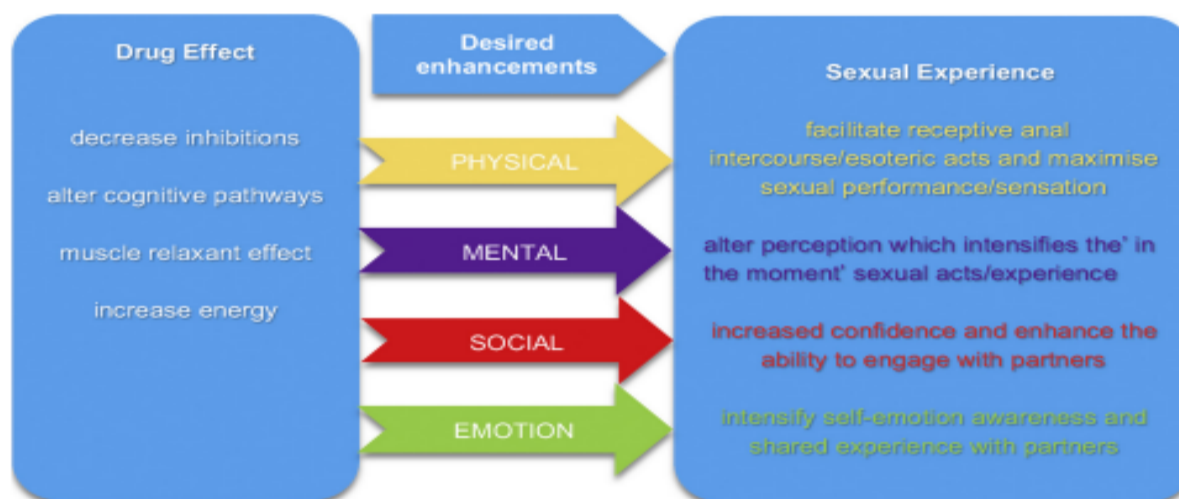 Drug Effect
decrease inhibitions
alter cognitive pathways
muscle relaxant effect
increase energy
Desired
enhancements
PHYSICAL
MENTAL
SOCIAL
EMOTION
Sexual Experience
facilitate receptive anal
intercourse/esoteric acts and maximise
sexual performance/sensation
alter perception which intensifies the' in
the moment' sexual acts/experience
increased confidence and enhance the
ability to engage with partners
intensify self-emotion awareness and
shared experience with partners